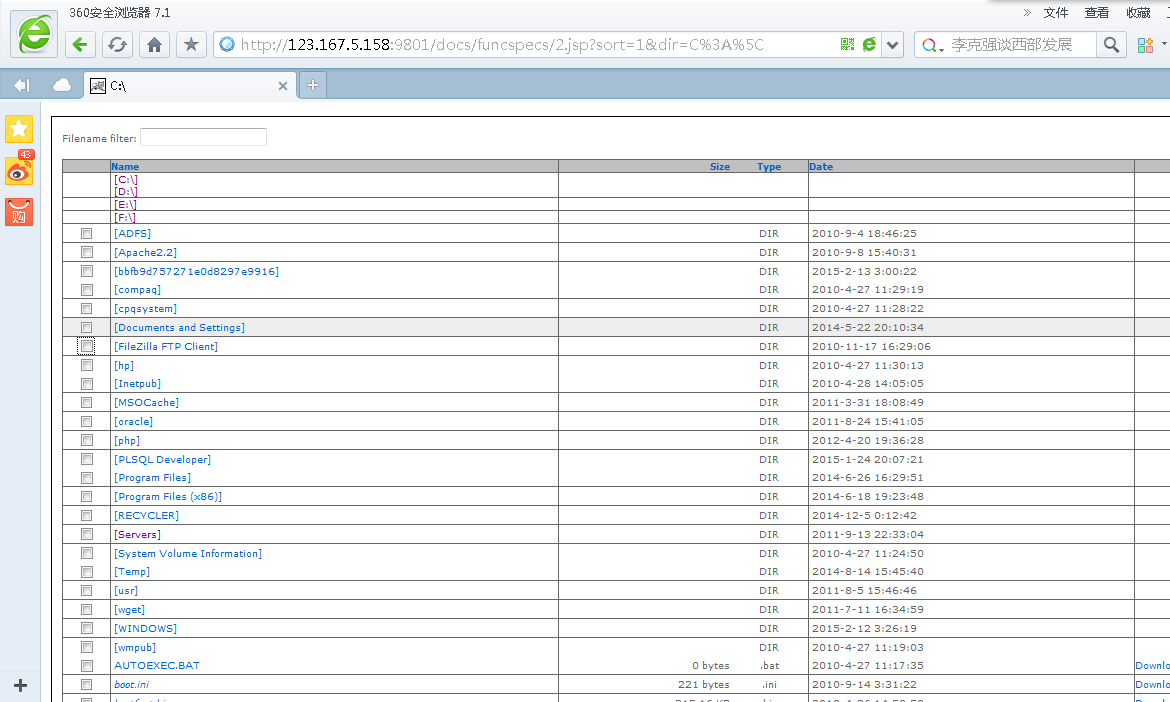 360安全浏览器 7.1
文件 查看 收藏
http://123.167.5.158:9801/docs/funcspecs/2.jsp?sort=1&dir=C%3A%5C
李克强谈西部发展
C:\
43
购
Filename filter:
Name Size Type Date
[C:\]
[D:\]
[E:\]
[F:\]
[ADFS] DIR 2010-9-4 18:46:25
[Apache2.2] DIR 2010-9-8 15:40:31
[bbfb9d757271e0d8297e9916] DIR 2015-2-13 3:00:22
[compaq] DIR 2010-4-27 11:29:19
[cpqsystem] DIR 2010-4-27 11:28:22
[Documents and Settings] DIR 2014-5-22 20:10:34
[FileZilla FTP Client] DIR 2010-11-17 16:29:06
[hp] DIR 2010-4-27 11:30:13
[Inetpub] DIR 2010-4-28 14:05:05
[MSOCache] DIR 2011-3-31 18:08:49
[oracle] DIR 2011-8-24 15:41:05
[php] DIR 2012-4-20 19:36:28
[PLSQL Developer] DIR 2015-1-24 20:07:21
[Program Files] DIR 2014-6-26 16:29:51
[Program Files (x86)] DIR 2014-6-18 19:23:48
[RECYCLER] DIR 2014-12-5 0:12:42
[Servers] DIR 2011-9-13 22:33:04
[System Volume Information] DIR 2010-4-27 11:24:50
[Temp] DIR 2014-8-14 15:45:40
[usr] DIR 2011-8-5 15:46:46
[wget] DIR 2011-7-11 16:34:59
[WINDOWS] DIR 2015-2-12 3:26:19
[wmpub] DIR 2010-4-27 11:19:03
AUTOEXEC.BAT 0 bytes .bat 2010-4-27 11:17:35 Downlo
boot.ini 221 bytes .ini 2010-9-14 3:31:22 Downlo